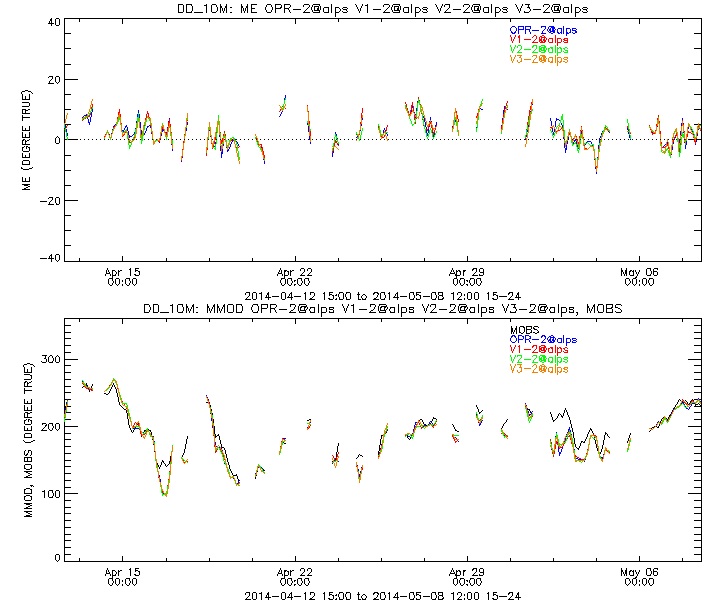 DD_10M: ME OPR-2@alps V1-2@alps V2-2@alps V3-2@alps
40
OPR-2@alps
V1-2@alps
V2-2@alps
V3-2@alps
20
ME (DEGREE TRUE)
0
-20
-40
Apr 15 Apr 22 Apr 29 May 06
00:00 00:00 00:00 00:00
2014-04-12 15:00 to 2014-05-08 12:00 15-24
DD_10M: MMOD OPR-2@alps V1-2@alps V2-2@alps V3-2@alps, MOBS
MOBS
OPR-2@alps
V1-2@alps
V2-2@alps
V3-2@alps
300
MMOD, MOBS (DEGREE TRUE)
200
100
0
Apr 15 Apr 22 Apr 29 May 06
00:00 00:00 00:00 00:00
2014-04-12 15:00 to 2014-05-08 12:00 15-24